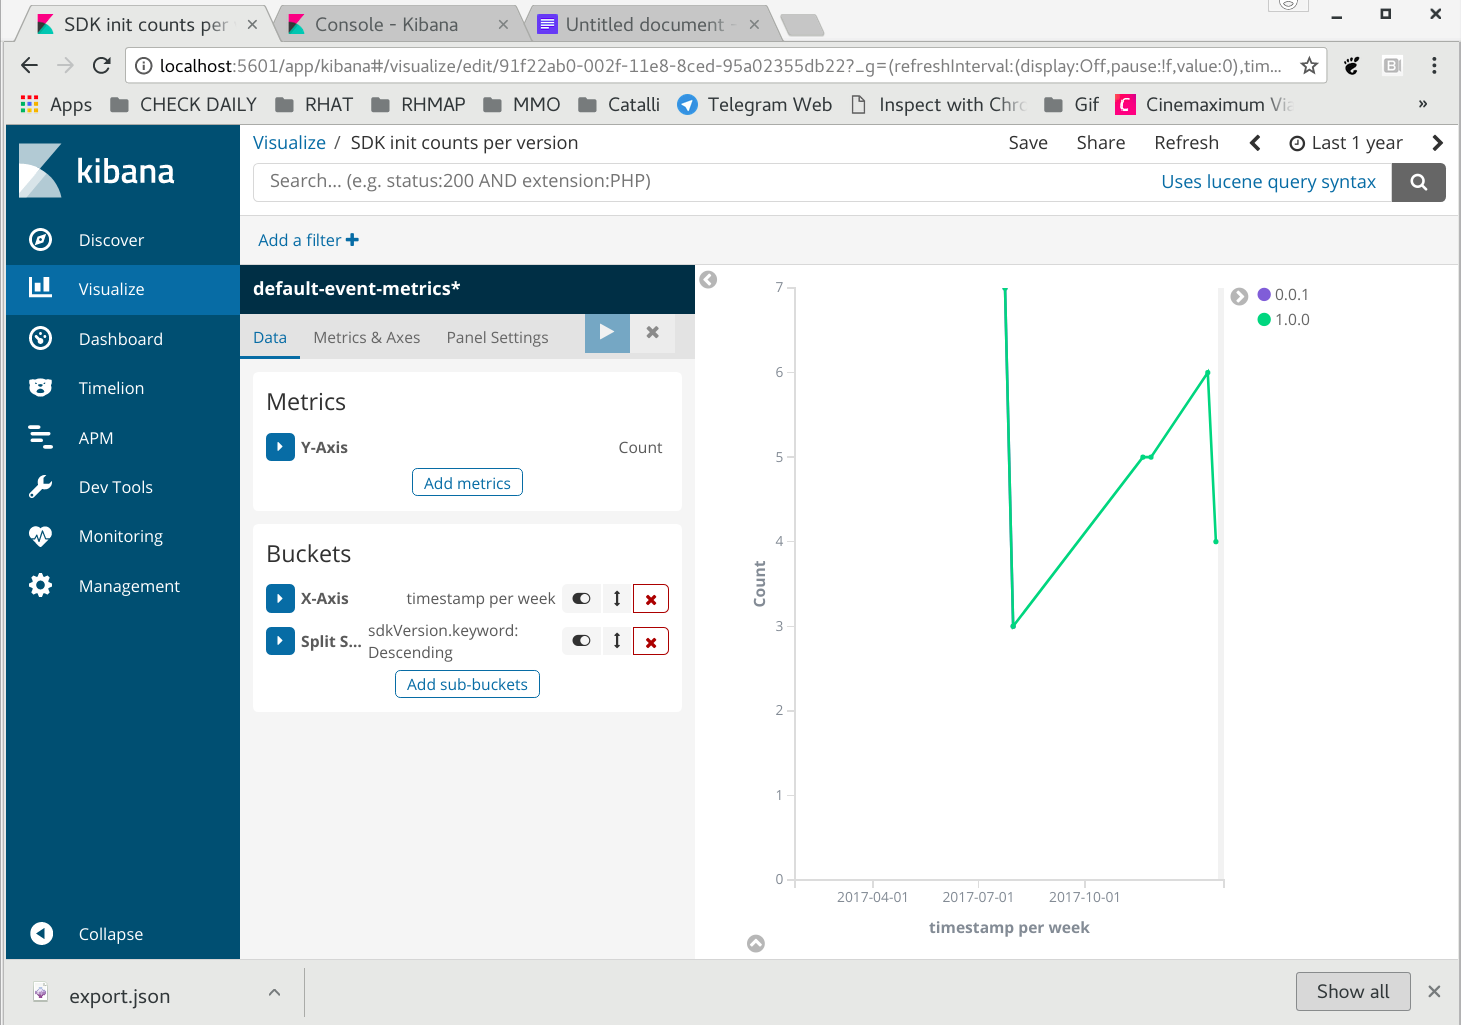 SDK init counts per
Console - Kibana
Untitled document -
localhost:5601/app/kibana#/visualize/edit/91f22ab0-002f-11e8-8ced-95a02355db22?_g=(refreshInterval:(display:Off,pause:!f,value:0),tim...
Apps CHECK DAILY RHAT RHMAP MMO Catalli Telegram Web Inspect with Chro Gif C Cinemaximum Via »
kibana
Visualize / SDK init counts per version
Save Share Refresh Last 1 year
Search... (e.g. status:200 AND extension:PHP)
Uses lucene query syntax
Add a filter
Discover
Visualize
Dashboard
Timelion
APM
Dev Tools
Monitoring
Management
Collapse
default-event-metrics*
Data Metrics & Axes Panel Settings
Metrics
Y-Axis Count
Add metrics
Buckets
X-Axis timestamp per week
Split S... sdkVersion.keyword:
Descending
Add sub-buckets
7
6
5
4
3
2
1
0
Count
2017-04-01 2017-07-01 2017-10-01
timestamp per week
0.0.1
1.0.0
export.json
Show all